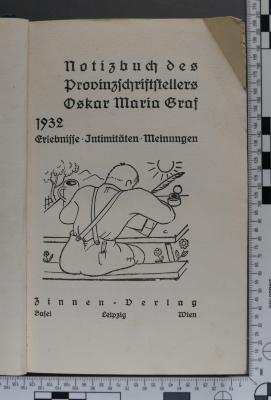 Notizbuch des
Provinzschriftstellers
Oskar Maria Graf
1932
Erlebnisse · Intimitäten · Meinungen
Zinnen-Verlag
Basel Leipzig Wien